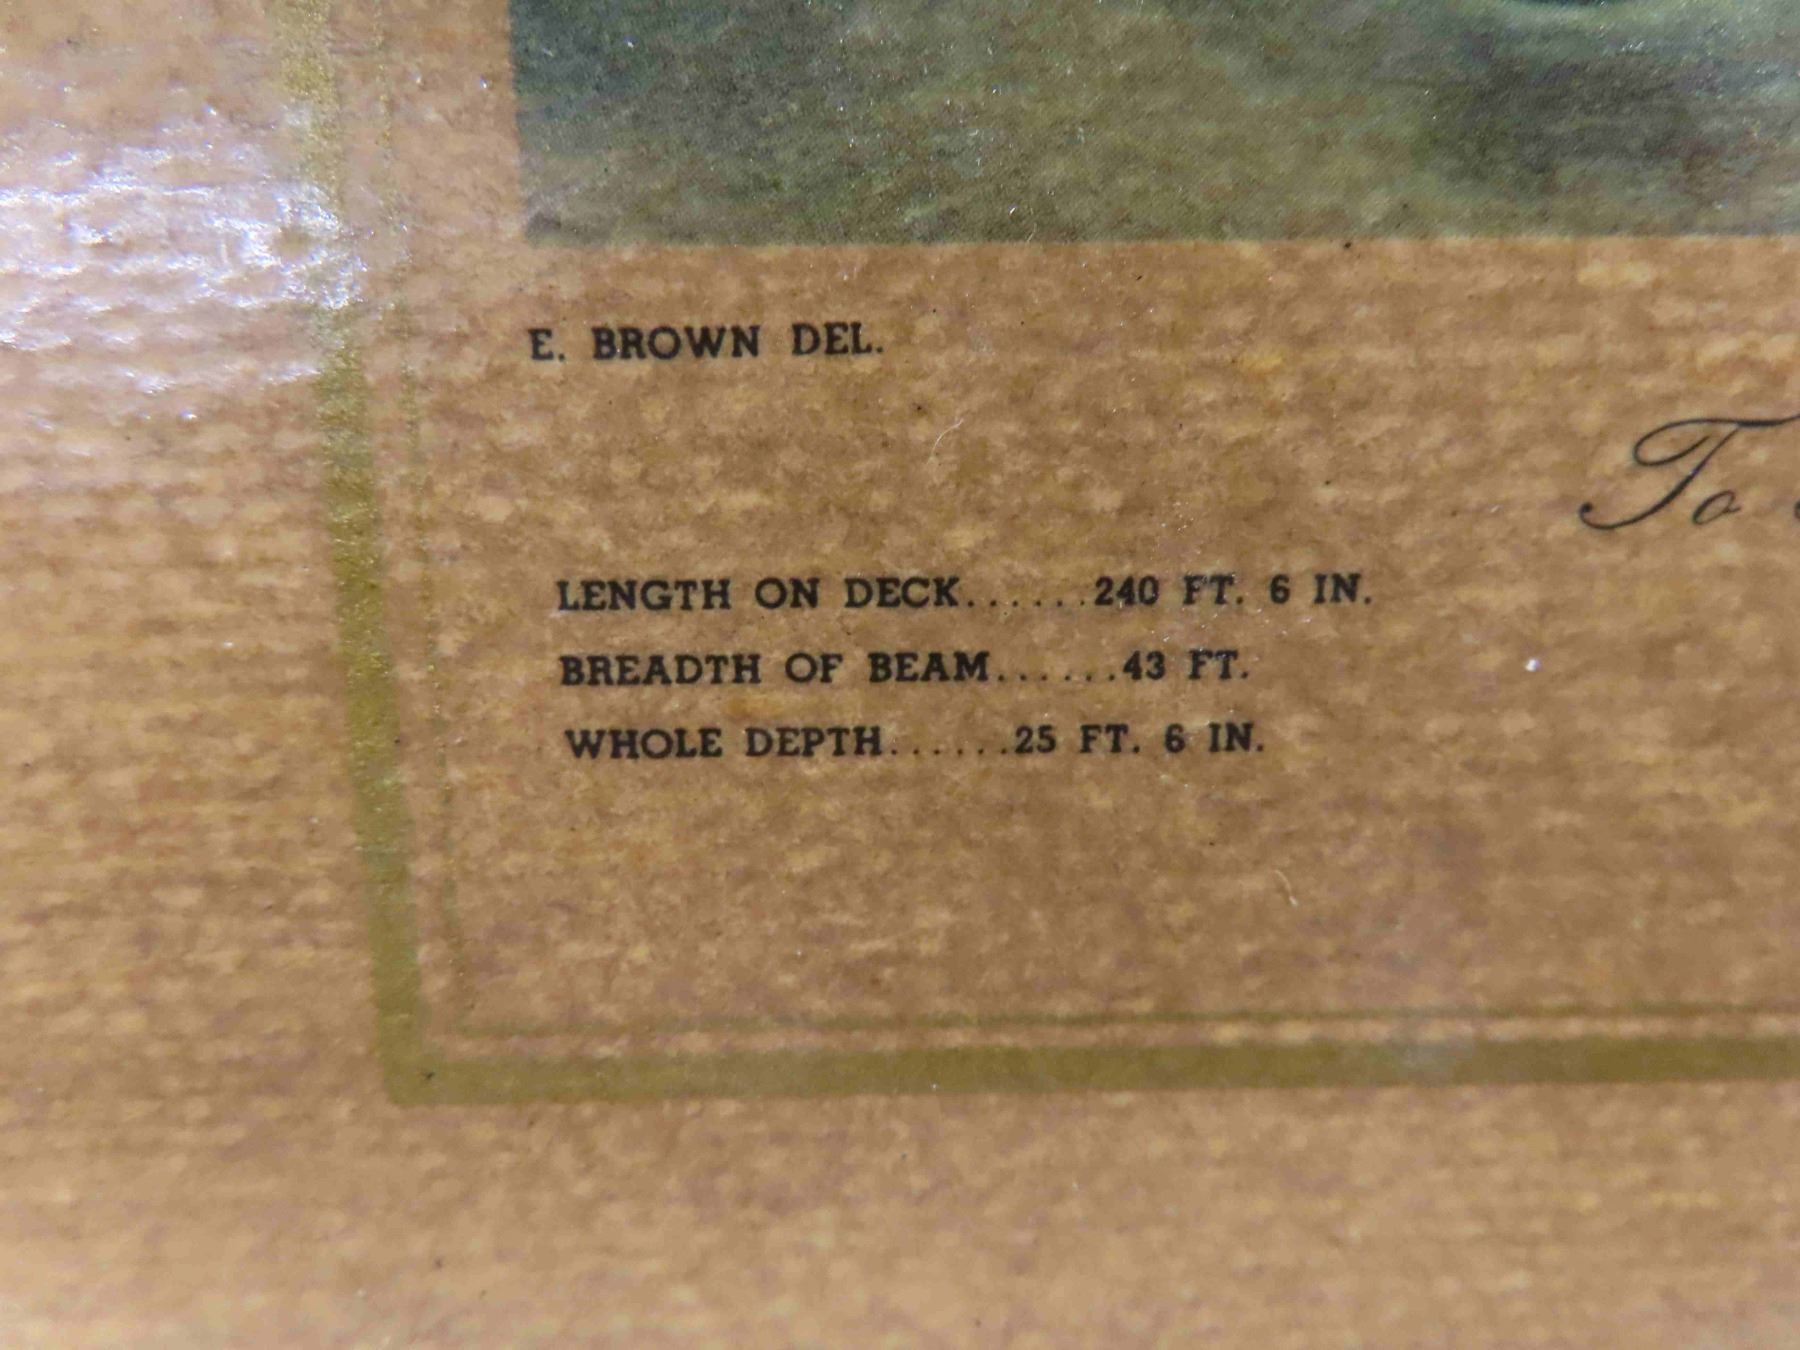 E. BROWN DEL.
To
LENGTH ON DECK......240 FT. 6 IN.
BREADTH OF BEAM......43 FT.
WHOLE DEPTH......25 FT. 6 IN.